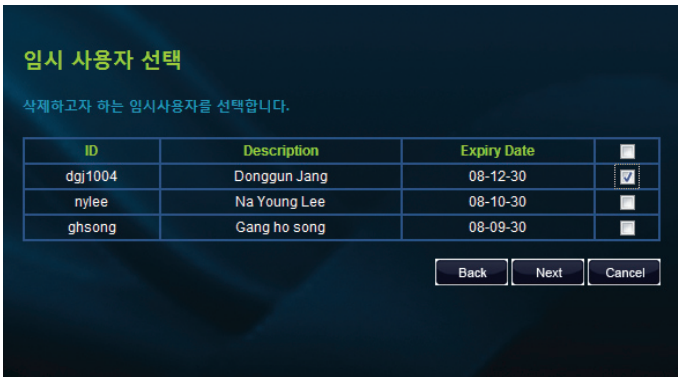 임시 사용자 선택
삭제하고자 하는 임시사용자를 선택합니다.
ID Description Expiry Date
dgj1004 Donggun Jang 08-12-30
nylee Na Young Lee 08-10-30
ghsong Gang ho song 08-09-30
Back Next Cancel